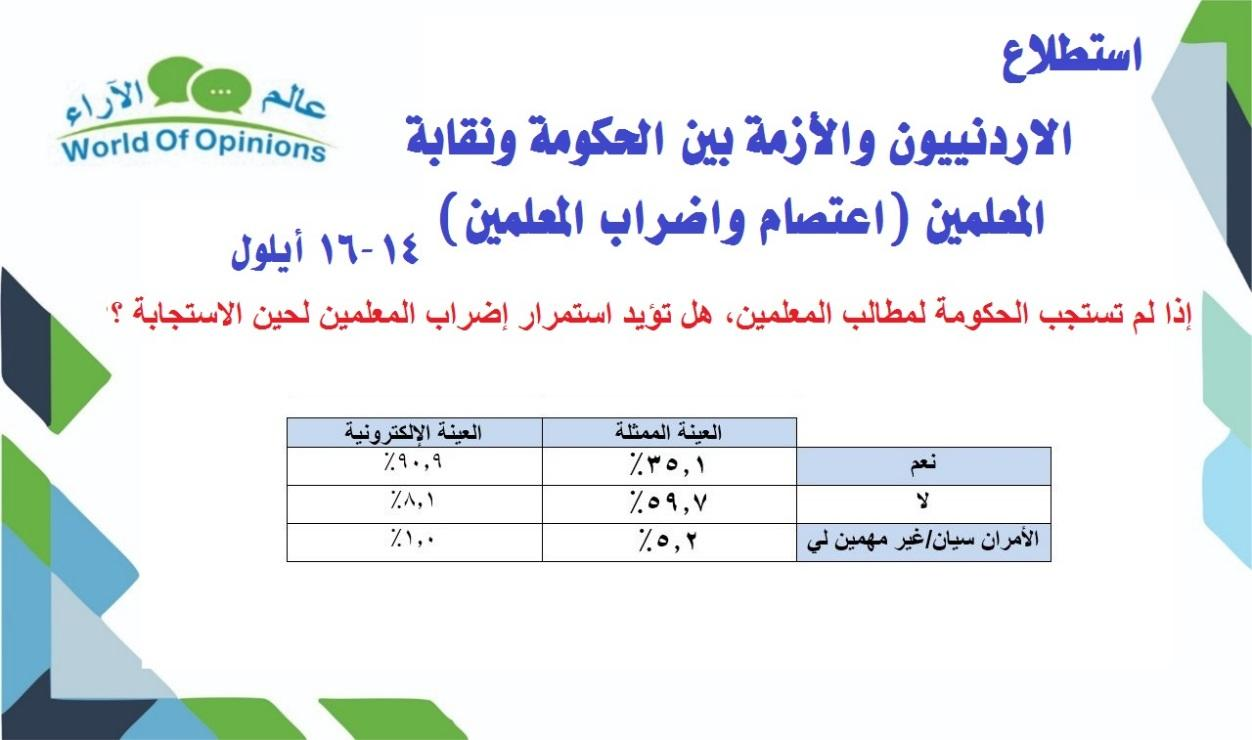 عالم الآراء
World Of Opinions
استطلاع
الاردنييون والأزمة بين الحكومة ونقابة
المعلمين (اعتصام واضراب المعلمين)
١٤-١٦ أيلول
إذا لم تستجب الحكومة لمطالب المعلمين، هل تؤيد استمرار إضراب المعلمين لحين الاستجابة ؟
العينة الممثلة العينة الإلكترونية
نعم ٣٥,١٪ ٩٠,٩٪
لا ٥٩,٧٪ ٨,١٪
الأمران سيان/غير مهمين لي ٥,٢٪ ١,٠٪